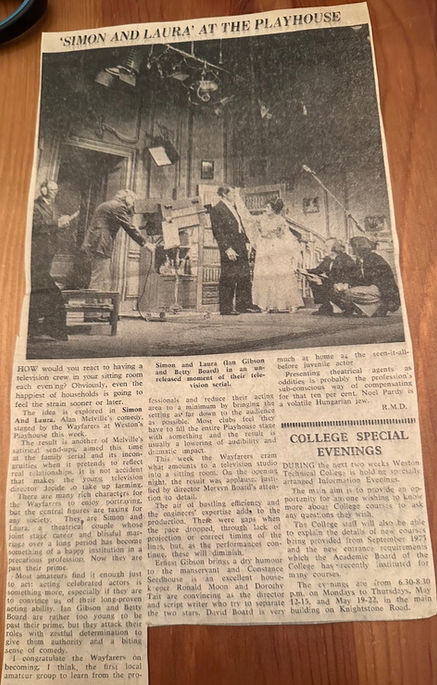 'SIMON AND LAURA' AT THE PLAYHOUSE
HOW would you react to having a
television crew in your sitting room
each evening? Obviously, even the
happiest of households is going to
feel the strain sooner or later.
The idea is explored in Simon
And Laura, Alan Melville's comedy,
staged by the Wayfarers at Weston
Playhouse this week.
The result is another of Melville's
satirical send-ups, aimed this time
at the family serial and its incon-
gruities when it pretends to reflect
real relationships. It is not accident
that makes the young television
director decide to take up farming.
There are many rich characters for
the Wayfarers to enjoy portraying,
but the central figures are taxing for
any society. They are Simon and
Laura, a theatrical couple whose
joint stage career and blissful mar-
riage over a long period has become
something of a happy institution in a
precarious profession. Now they are
past their prime.
Most amateurs find it enough just
to act; acting celebrated actors is
something more, especially if they are
to convince us of their long-proven
acting ability. Ian Gibson and Betty
Board are rather too young to be
past their prime, but they attack their
roles with zestful determination to
give them authority and a biting
sense of comedy.
I congratulate the Wayfarers on
becoming, I think, the first local
amateur group to learn from the pro-
Simon and Laura (Ian Gibson
and Betty Board) in an un-
released moment of their tele-
vision serial.
fessionals and reduce their acting
area to a minimum by bringing the
setting as far down to the audience
as possible. Most clubs feel they
have to fill the entire Playhouse stage
with something and the result is
usually a lowering of audibility and
dramatic impact.
This week the Wayfarers cram
what amounts to a television studio
into a sitting room. On the opening
night, the result was applause, justi-
fied by director Mervyn Board's atten-
tion to detail.
The air of bustling efficiency and
the engineers' expertise adds to the
production. There were gaps when
the pace dropped, through lack of
projection or correct timing of the
lines, but, as the performances con-
tinue, these will diminish.
Ernest Gibson brings a dry humour
to the manservant and Constance
Seedhouse is an excellent house-
keeper. Ronald Moon and Dorothy
Tait are convincing as the director
and script writer who try to separate
the two stars. David Board is very
much at home as the seen-it-all-
before juvenile actor.
Presenting theatrical agents as
oddities is probably the profession's
sub-conscious way of compensating
for that ten per cent. Noel Purdy is
a volatile Hungarian jew.
R.M.D.
COLLEGE SPECIAL
EVENINGS
DURING the next two weeks Weston
Technical College is holding specially
arranged Information Evenings.
The main aim is to provide an op-
portunity for anyone wishing to know
more about College courses to ask
any questions they wish.
The College staff will also be able
to explain the details of new courses
being provided from September 1975
and the new entrance requirements
which the Academic Board of the
College has recently instituted for
many courses.
The evenings are from 6.30-8.30
p.m. on Mondays to Thursdays, May
12-15, and May 19-22, in the main
building on Knightstone Road.